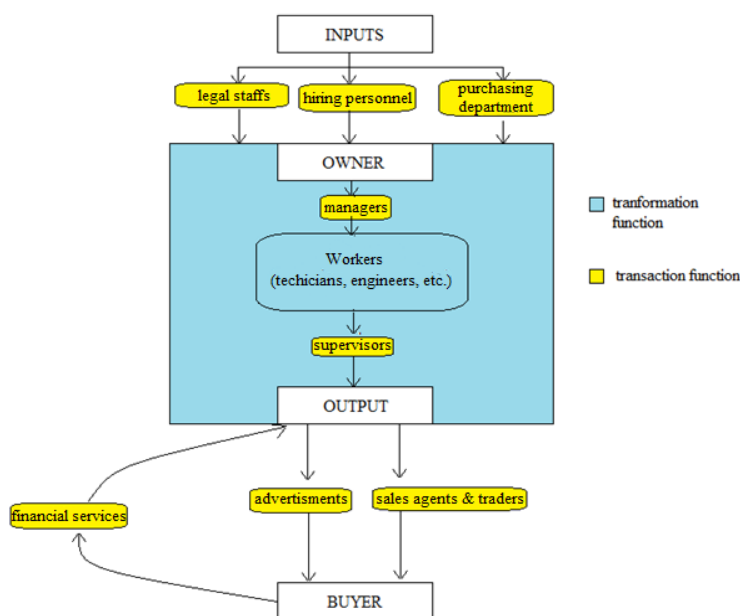 INPUTS
legal staffs
hiring personnel
purchasing
department
OWNER
managers
Workers
(techicians, engineers, etc.)
supervisors
OUTPUT
advertisments
sales agents & traders
financial services
BUYER
tranformation
function
transaction function